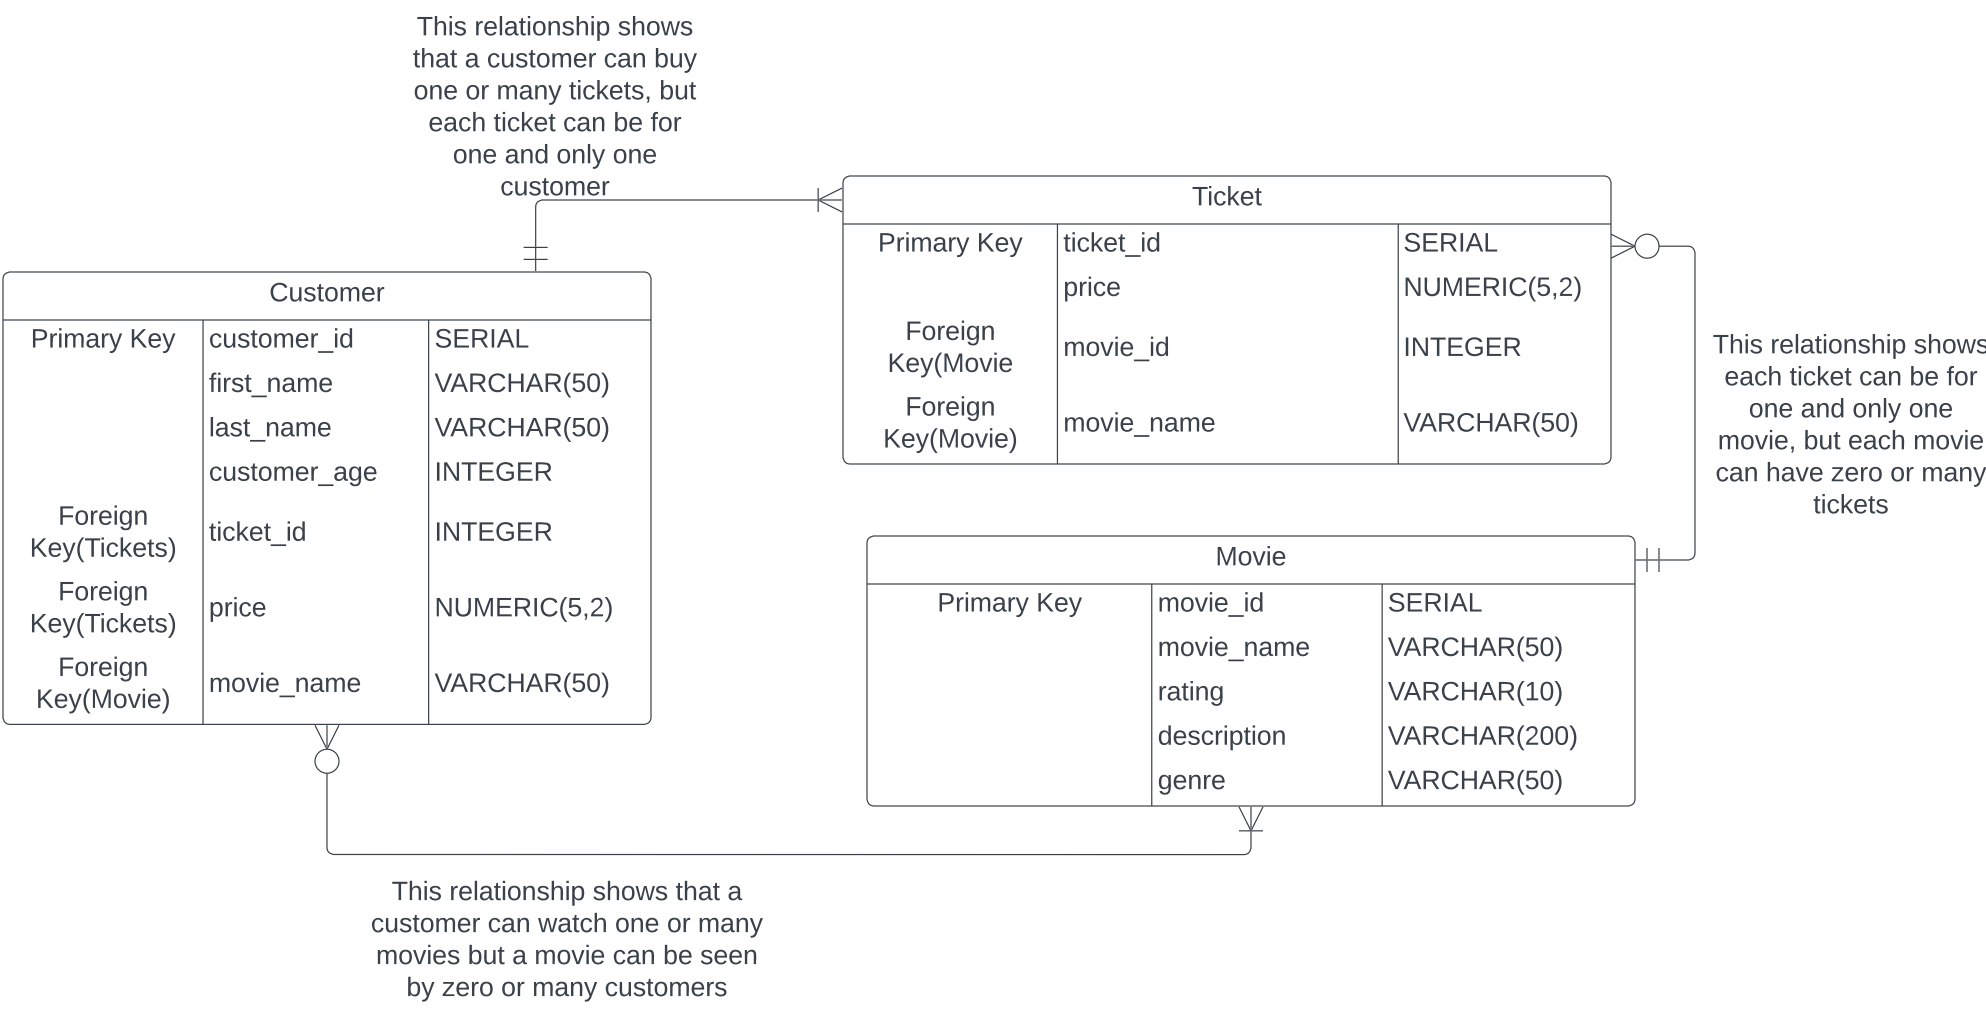 This relationship shows
that a customer can buy
one or many tickets, but
each ticket can be for
one and only one
customer
Ticket
Primary Key ticket_id SERIAL
price NUMERIC(5,2)
Foreign
Key(Movie movie_id INTEGER
Foreign
Key(Movie) movie_name VARCHAR(50)
Customer
Primary Key customer_id SERIAL
first_name VARCHAR(50)
last_name VARCHAR(50)
customer_age INTEGER
Foreign
Key(Tickets) ticket_id INTEGER
Foreign
Key(Tickets) price NUMERIC(5,2)
Foreign
Key(Movie) movie_name VARCHAR(50)
This relationship shows
each ticket can be for
one and only one
movie, but each movie
can have zero or many
tickets
Movie
Primary Key movie_id SERIAL
movie_name VARCHAR(50)
rating VARCHAR(10)
description VARCHAR(200)
genre VARCHAR(50)
This relationship shows that a
customer can watch one or many
movies but a movie can be seen
by zero or many customers